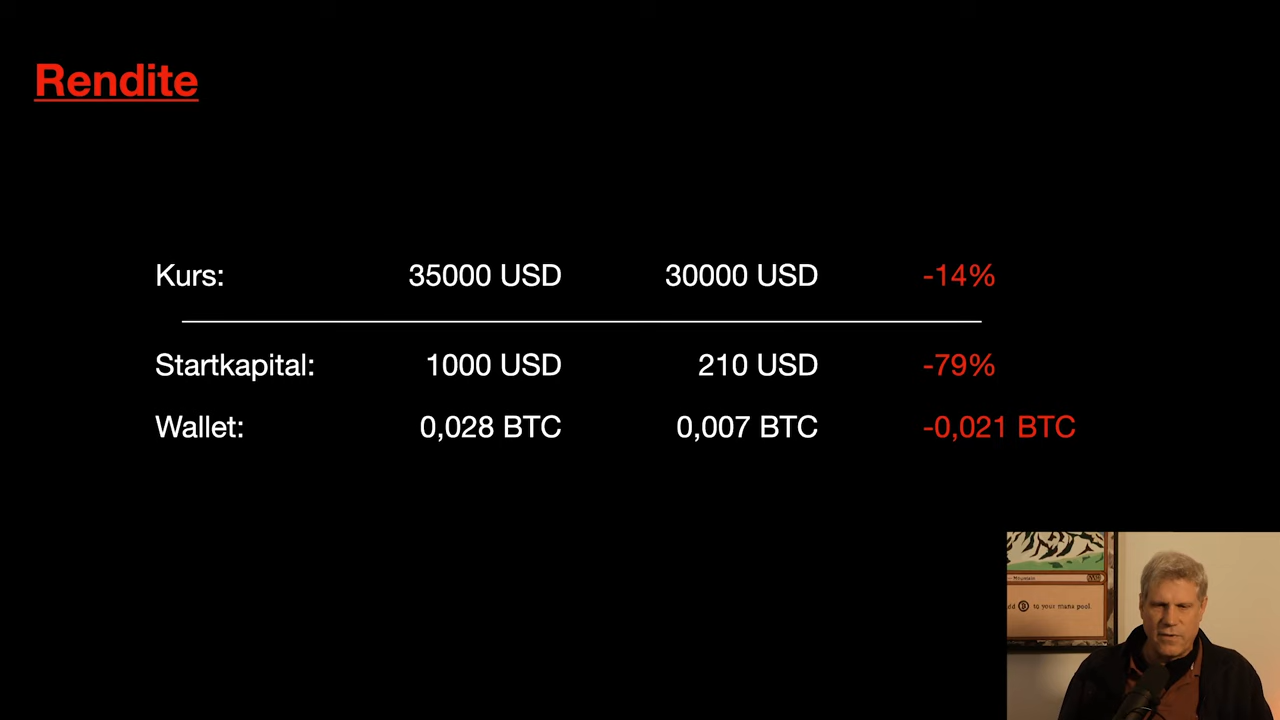 Rendite
Kurs: 35000 USD 30000 USD -14%
Startkapital: 1000 USD 210 USD -79%
Wallet: 0,028 BTC 0,007 BTC -0,021 BTC
– Mountain
to your mana pool.